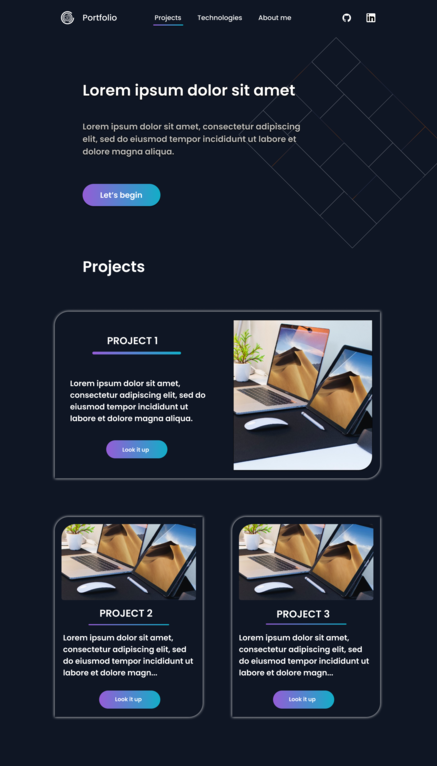 Portfolio
Projects
Technologies
About me
Lorem ipsum dolor sit amet
Lorem ipsum dolor sit amet, consectetur adipiscing
elit, sed do eiusmod tempor incididunt ut labore et
dolore magna aliqua.
Let's begin
Projects
PROJECT 1
Lorem ipsum dolor sit amet,
consectetur adipiscing elit, sed do
eiusmod tempor incididunt ut
labore et dolore magna aliqua.
Look it up
PROJECT 2
Lorem ipsum dolor sit amet,
consectetur adipiscing elit, sed
do eiusmod tempor incididunt ut
labore et dolore magn...
Look it up
PROJECT 3
Lorem ipsum dolor sit amet,
consectetur adipiscing elit, sed
do eiusmod tempor incididunt ut
labore et dolore magn...
Look it up